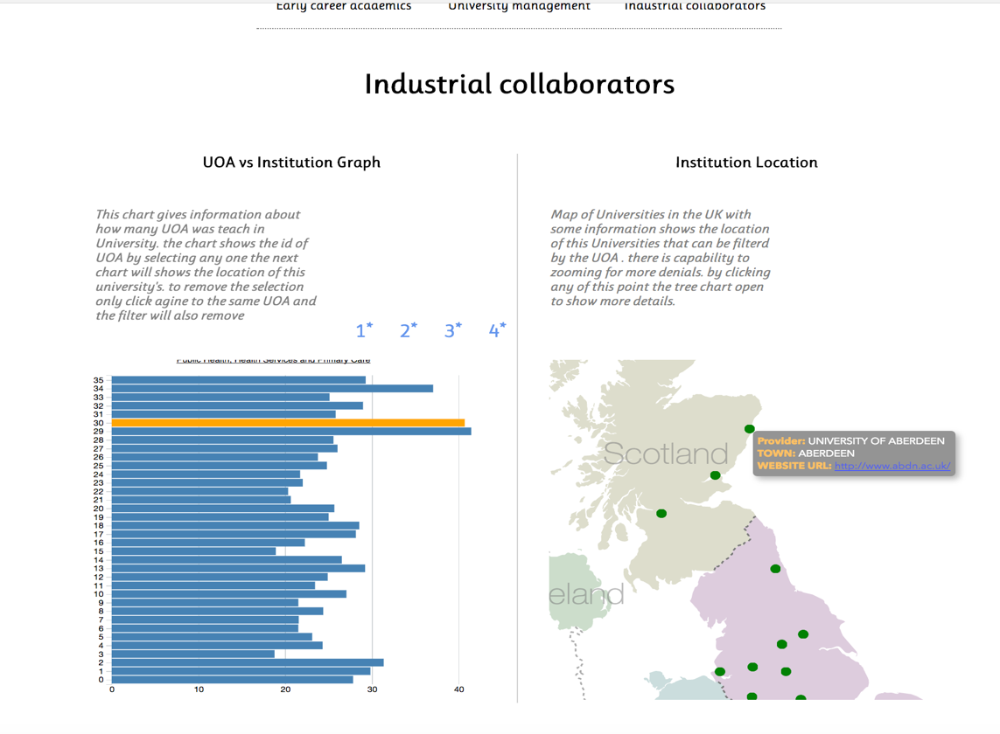 Early career academics University management Industrial collaborators
Industrial collaborators
UOA vs Institution Graph
This chart gives information about
how many UOA was teach in
University. the chart shows the id of
UOA by selecting any one the next
chart will shows the location of this
university's. to remove the selection
only click agine to the same UOA and
the filter will also remove
1* 2* 3* 4*
Public Health, Health Services and Primary Care
35
34
33
32
31
30
29
28
27
26
25
24
23
22
21
20
19
18
17
16
15
14
13
12
11
10
9
8
7
6
5
4
3
2
1
0
0 10 20 30 40
Institution Location
Map of Universities in the UK with
some information shows the location
of this Universities that can be filterd
by the UOA . there is capability to
zooming for more denials. by clicking
any of this point the tree chart open
to show more details.
Scotland
Provider: UNIVERSITY OF ABERDEEN
TOWN: ABERDEEN
WEBSITE URL: http://www.abdn.ac.uk/
eland